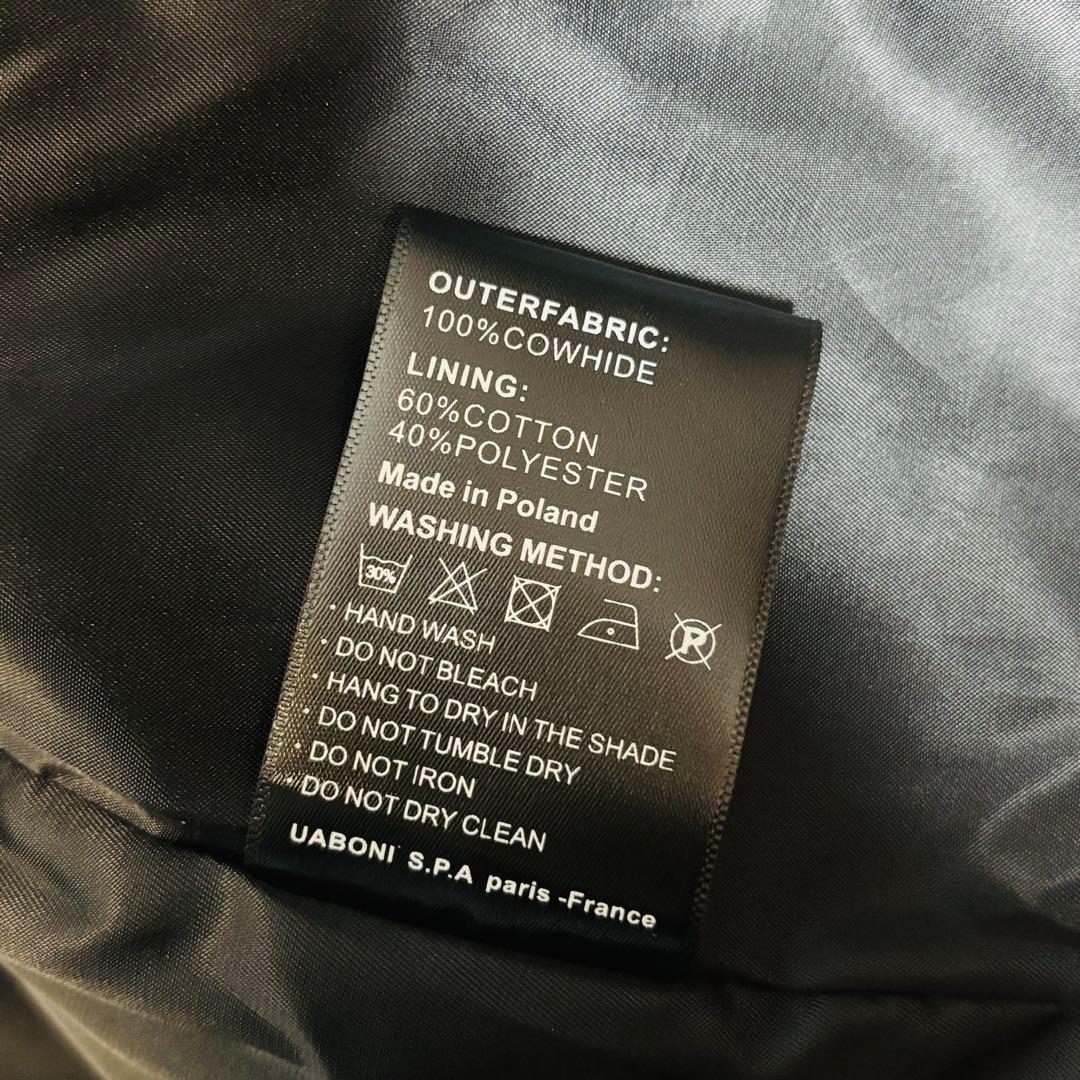 OUTERFABRIC:
100%COWHIDE
LINING:
60%COTTON
40%POLYESTER
Made in Poland
WASHING METHOD:
30% P
· HAND WASH
· DO NOT BLEACH
· HANG TO DRY IN THE SHADE
· DO NOT TUMBLE DRY
· DO NOT IRON
· DO NOT DRY CLEAN
UABONI S.P.A paris -France